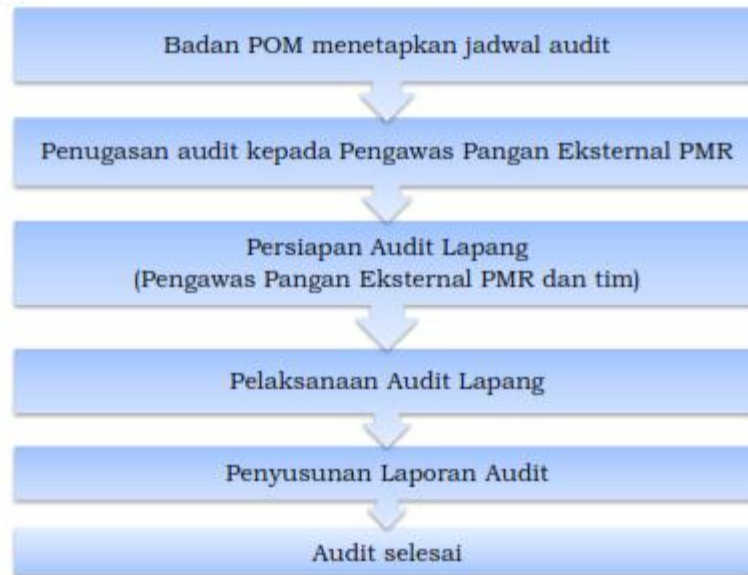 Badan POM menetapkan jadwal audit
Penugasan audit kepada Pengawas Pangan Eksternal PMR
Persiapan Audit Lapang
(Pengawas Pangan Eksternal PMR dan tim)
Pelaksanaan Audit Lapang
Penyusunan Laporan Audit
Audit selesai